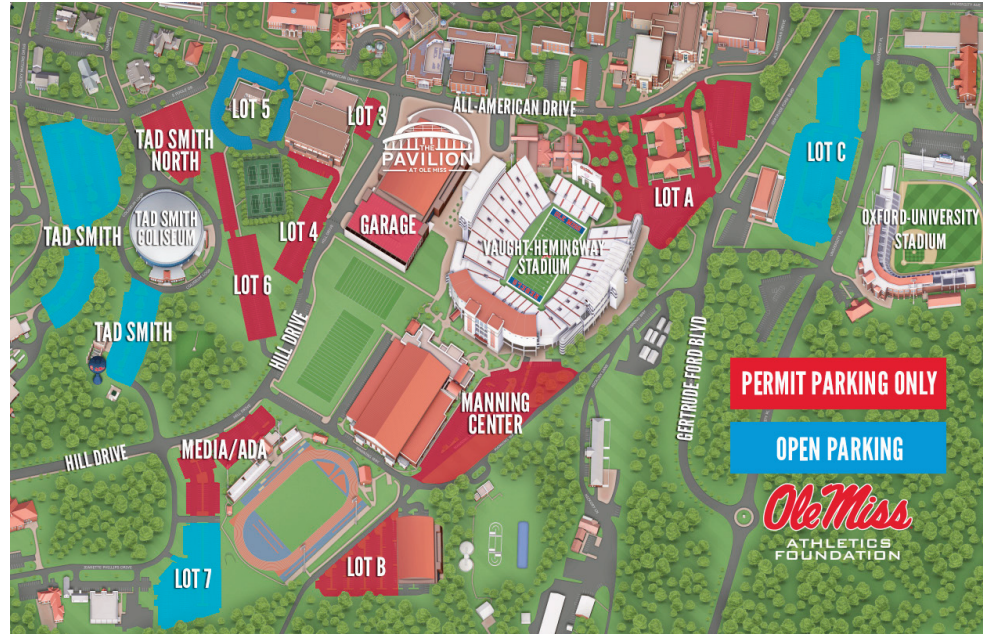 LOT 5
LOT 3
ALL-AMERICAN DRIVE
TAD SMITH
NORTH
THE
PAVILION
AT OLE MISS
LOT C
LOT A
TAD SMITH
COLISEUM
GARAGE
OXFORD-UNIVERSITY
STADIUM
TAD SMITH
LOT 4
VAUGHT-HEMINGWAY
STADIUM
LOT 6
TAD SMITH
HILL DRIVE
GERTRUDE FORD BLVD
PERMIT PARKING ONLY
MANNING
CENTER
OPEN PARKING
MEDIA/ADA
HILL DRIVE
Ole Miss
ATHLETICS
FOUNDATION
LOT B
LOT 7